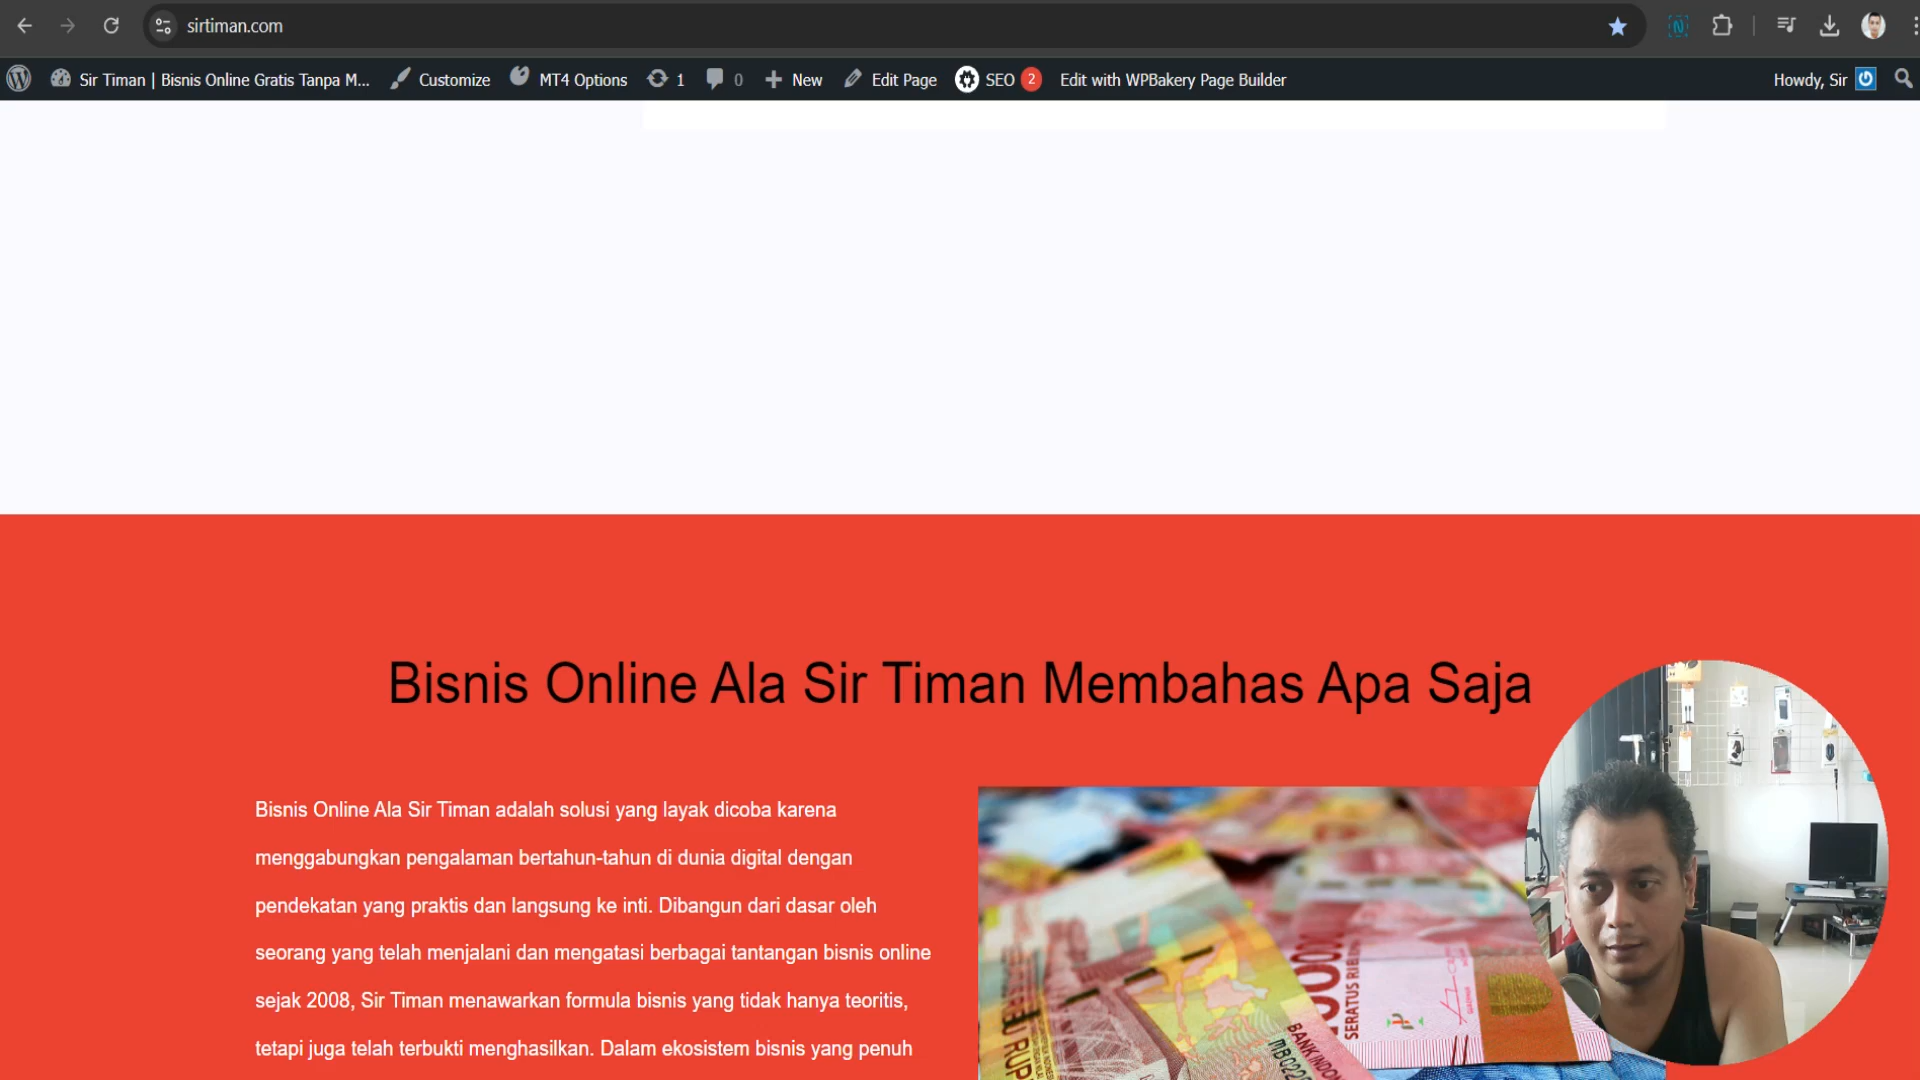 sirtiman.com
Sir Timan | Bisnis Online Gratis Tanpa M... Customize MT4 Options 1 0 New Edit Page SEO 2 Edit with WPBakery Page Builder Howdy, Sir
Bisnis Online Ala Sir Timan Membahas Apa Saja
Bisnis Online Ala Sir Timan adalah solusi yang layak dicoba karena
menggabungkan pengalaman bertahun-tahun di dunia digital dengan
pendekatan yang praktis dan langsung ke inti. Dibangun dari dasar oleh
seorang yang telah menjalani dan mengatasi berbagai tantangan bisnis online
sejak 2008, Sir Timan menawarkan formula bisnis yang tidak hanya teoritis,
tetapi juga telah terbukti menghasilkan. Dalam ekosistem bisnis yang penuh
SERATUS
BANK